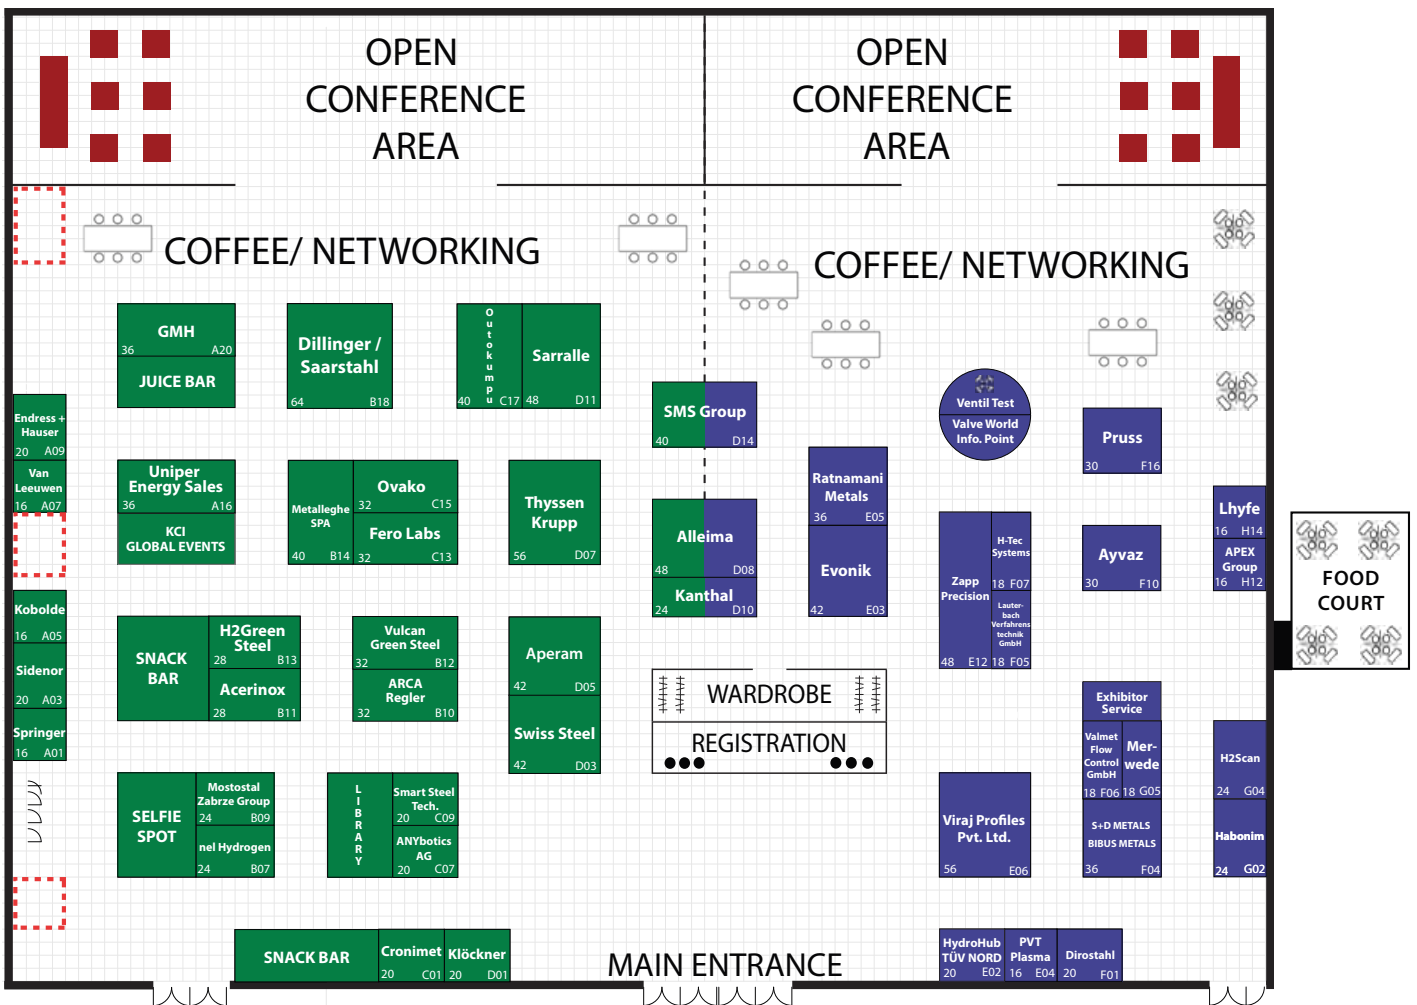 OPEN
CONFERENCE
AREA
OPEN
CONFERENCE
AREA
COFFEE/ NETWORKING
COFFEE/ NETWORKING
GMH
36 A20
JUICE BAR
Dillinger /
Saarstahl
64 B18
Outokumpu
40 C17
Sarralle
48 D11
SMS Group
40 D14
Ventil Test
Valve World
Info. Point
Pruss
30 F16
Endress +
Hauser
20 A09
Van
Leeuwen
16 A07
Uniper
Energy Sales
36 A16
KCI
GLOBAL EVENTS
Metalleghe
SPA
40 B14
Ovako
32 C15
Fero Labs
32 C13
Thyssen
Krupp
56 D07
Alleima
48 D08
Kanthal
24 D10
Ratnamani
Metals
36 E05
Evonik
42 E03
Zapp
Precision
48 E12
H-Tec
Systems
18 F07
Lauter-
bach
Verfahrens
technik
GmbH
18 F05
Ayvaz
30 F10
Lhyfe
16 H14
APEX
Group
16 H12
FOOD
COURT
Kobolde
16 A05
Sidenor
20 A03
Springer
16 A01
SNACK
BAR
H2Green
Steel
28 B13
Acerinox
28 B11
Vulcan
Green Steel
32 B12
ARCA
Regler
32 B10
Aperam
42 D05
Swiss Steel
42 D03
WARDROBE
REGISTRATION
Exhibitor
Service
Valmet
Flow
Control
GmbH
18 F06
Mer-
wede
18 G05
S+D METALS
BIBUS METALS
36 F04
H2Scan
24 G04
Habonim
24 G02
SELFIE
SPOT
Mostostal
Zabrze Group
24 B09
nel Hydrogen
24 B07
LIBRARY
Smart Steel
Tech.
20 C09
ANYbotics
AG
20 C07
Viraj Profiles
Pvt. Ltd.
56 E06
SNACK BAR
Cronimet
20 C01
Klöckner
20 D01
MAIN ENTRANCE
HydroHub
TÜV NORD
20 E02
PVT
Plasma
16 E04
Dirostahl
20 F01